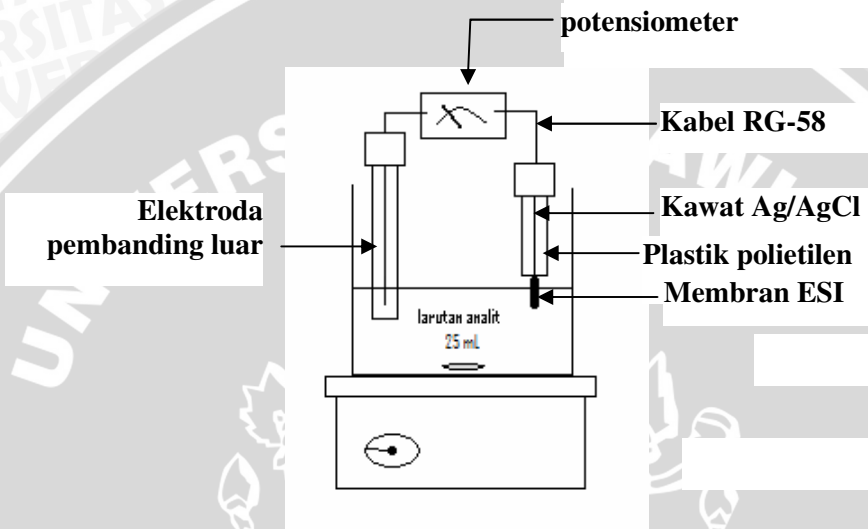 potensiometer
Kabel RG-58
Kawat Ag/AgCl
Elektroda
pembanding luar
Plastik polietilen
Membran ESI
larutan analit
25 mL